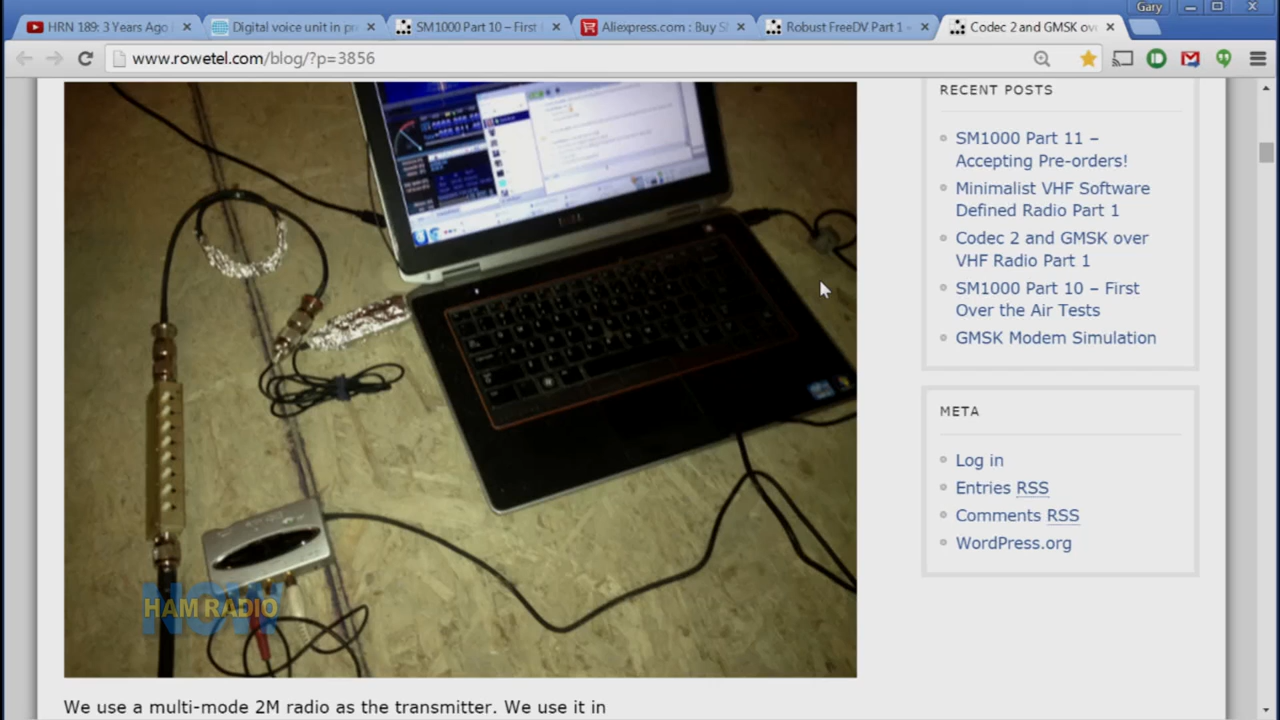 Gary
HRN 189: 3 Years Ago
Digital voice unit in pr
SM1000 Part 10 – First
Aliexpress.com : Buy S
Robust FreeDV Part 1
Codec 2 and GMSK ov
www.rowetel.com/blog/?p=3856
RECENT POSTS
SM1000 Part 11 –
Accepting Pre-orders!
Minimalist VHF Software
Defined Radio Part 1
Codec 2 and GMSK over
VHF Radio Part 1
SM1000 Part 10 – First
Over the Air Tests
GMSK Modem Simulation
META
Log in
Entries RSS
Comments RSS
WordPress.org
DELL
NOW
HAM RADIO
We use a multi-mode 2M radio as the transmitter. We use it in